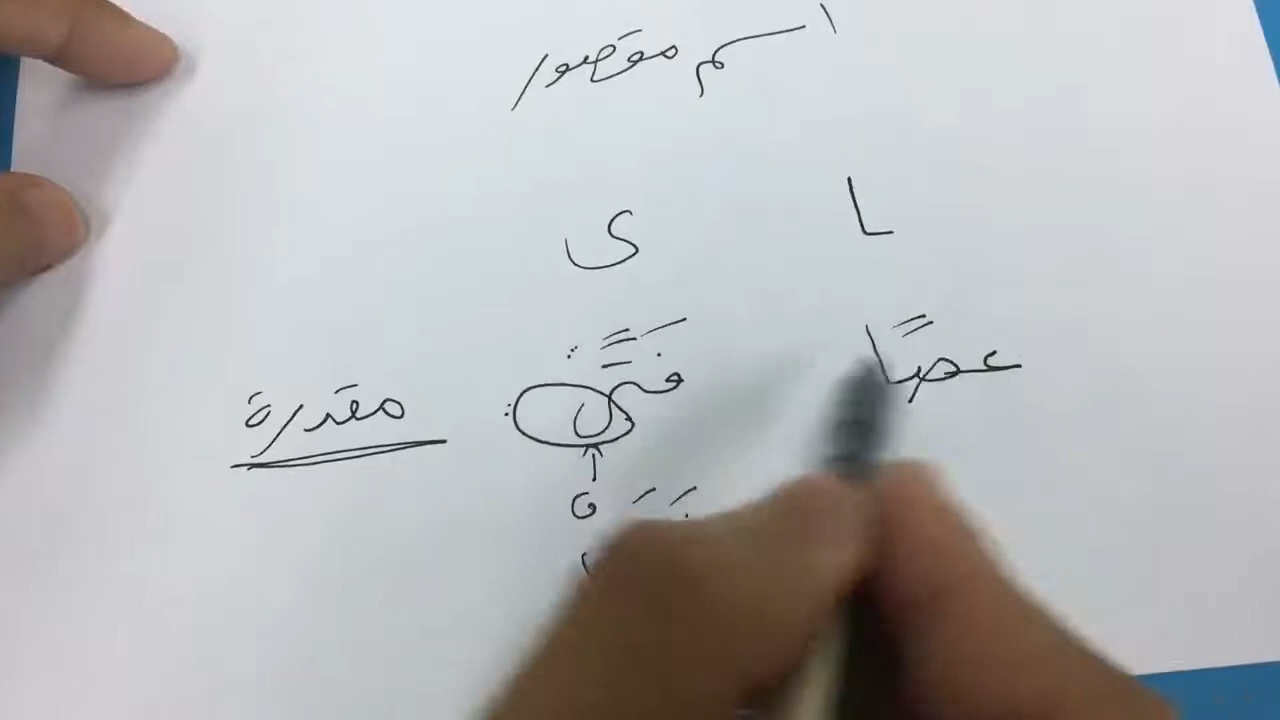 اسم مقصور
ا ى
عصًا فتًى مقدرة